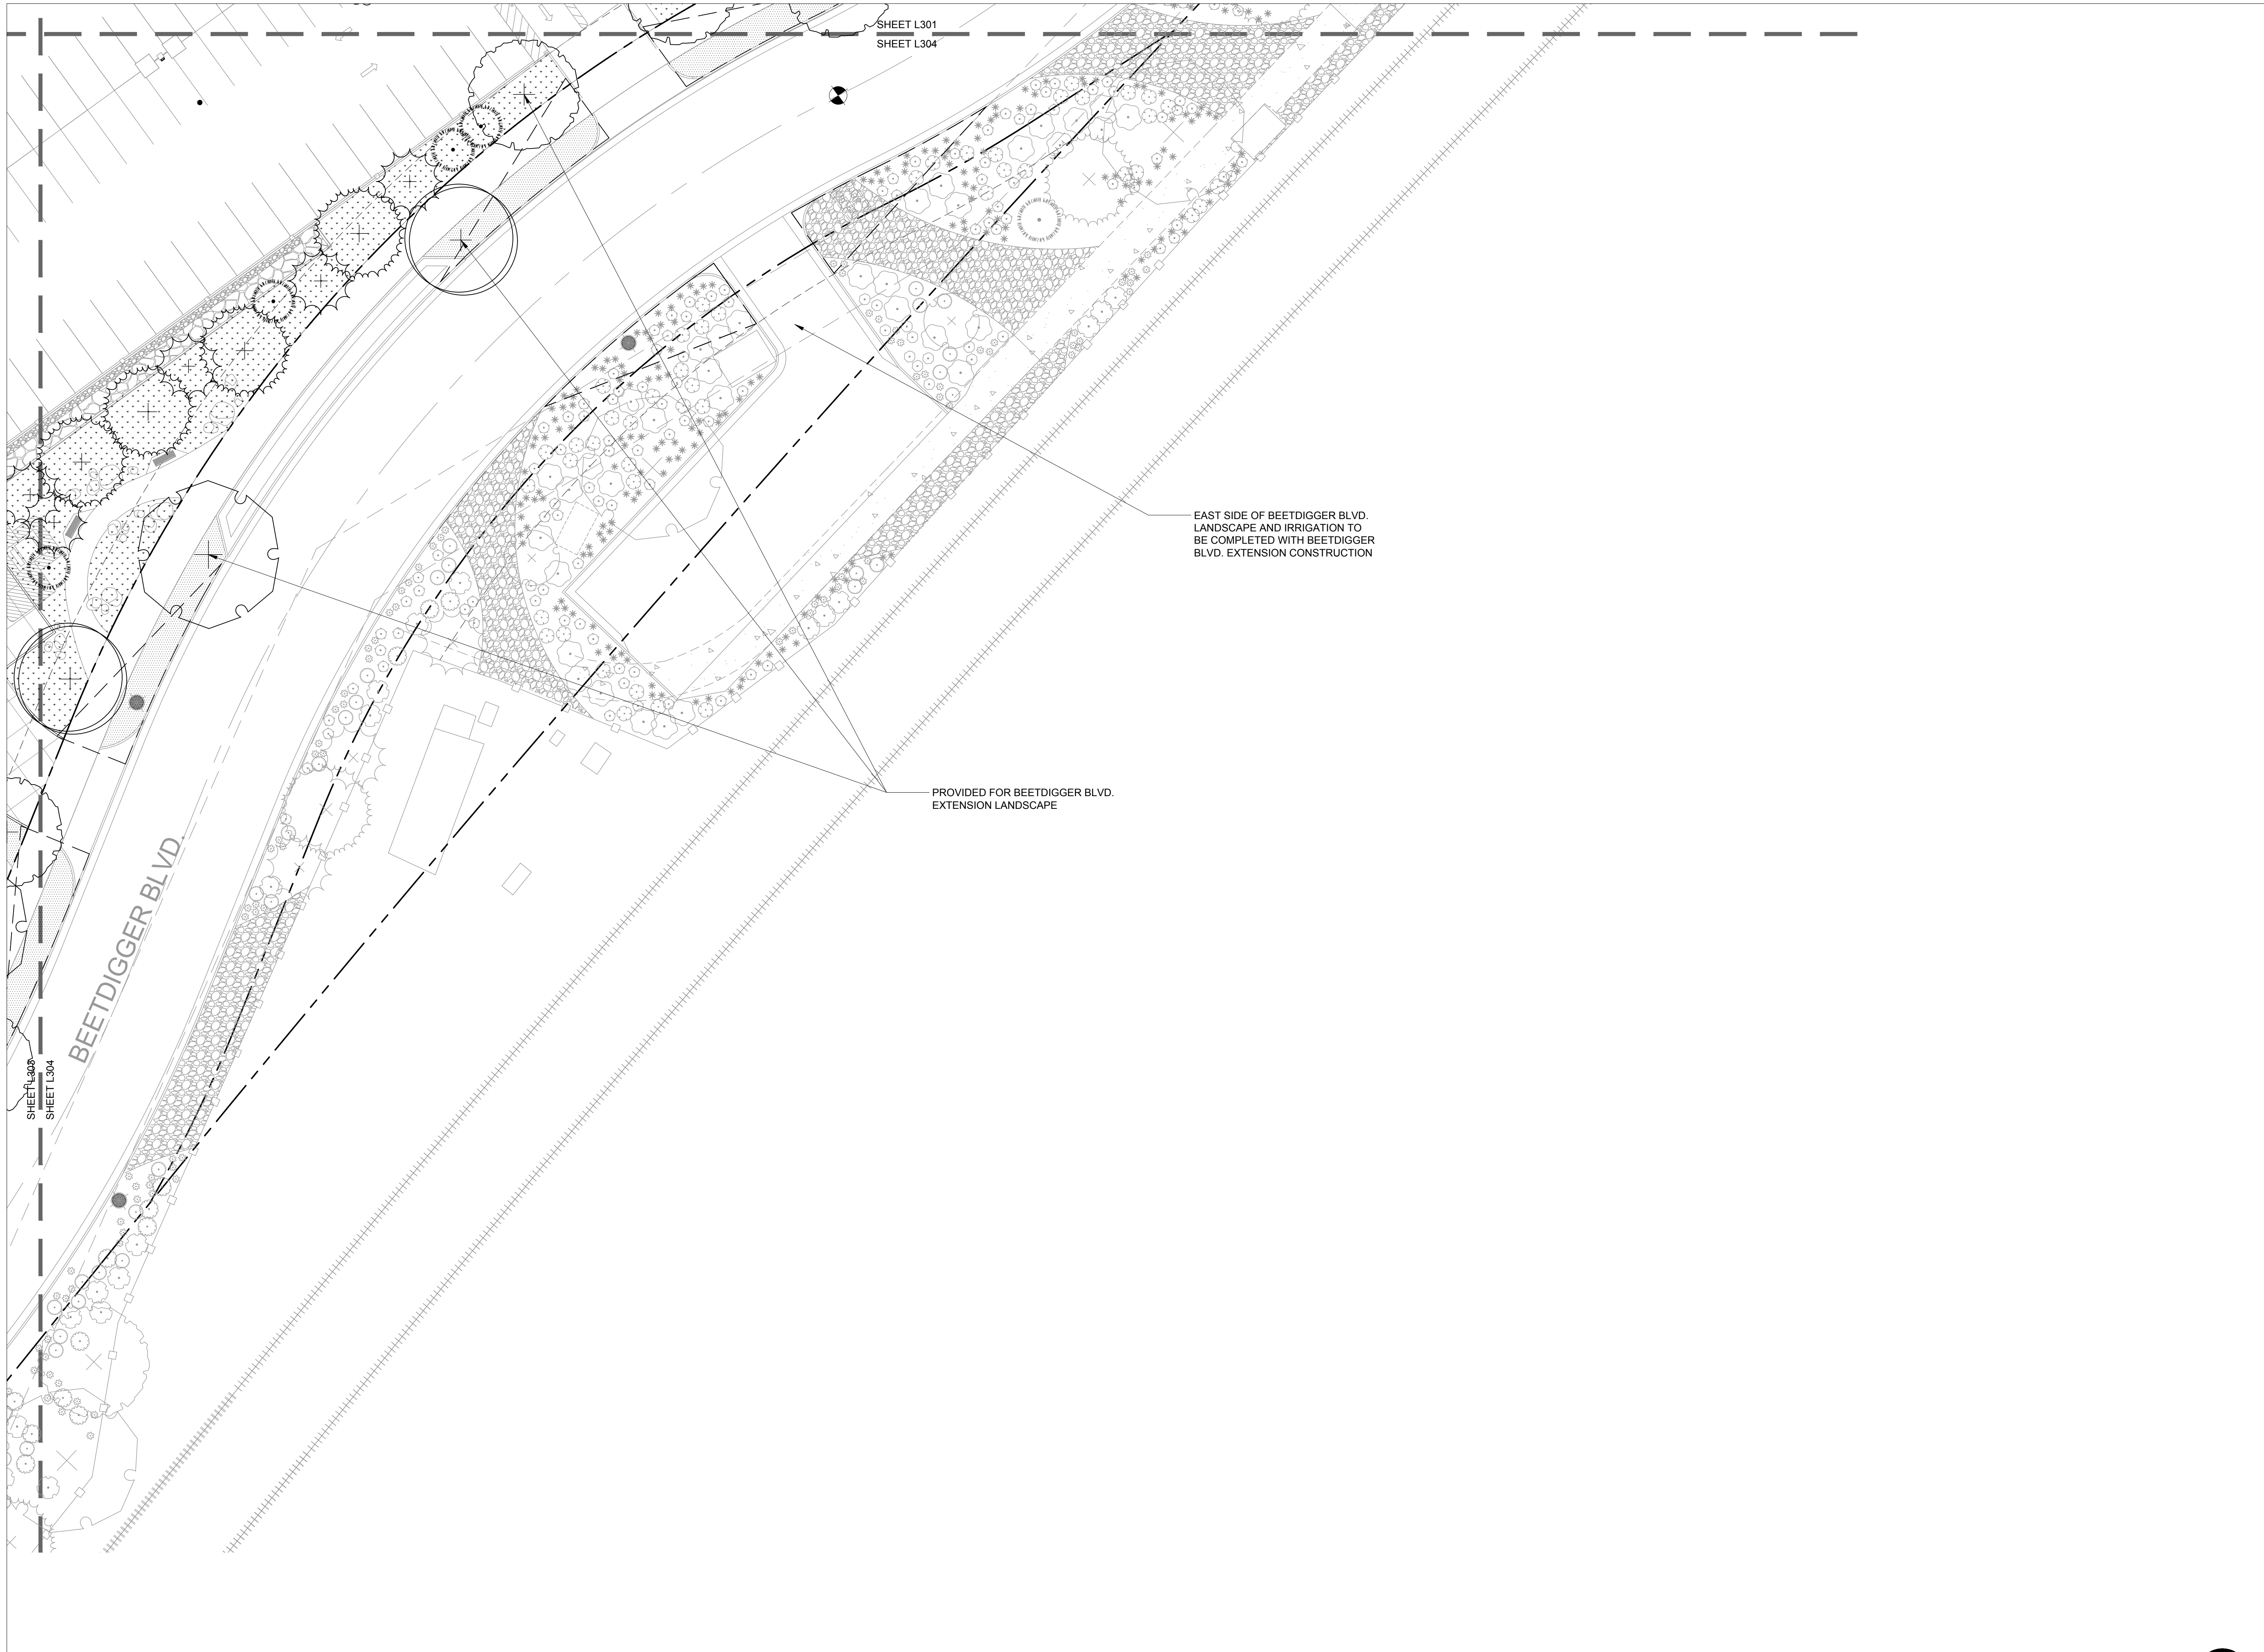 SHEET L301
SHEET L304
EAST SIDE OF BEETDIGGER BLVD.
LANDSCAPE AND IRRIGATION TO
BE COMPLETED WITH BEETDIGGER
BLVD. EXTENSION CONSTRUCTION
PROVIDED FOR BEETDIGGER BLVD.
EXTENSION LANDSCAPE
BEETDIGGER BLVD.
SHEET L303
SHEET L304